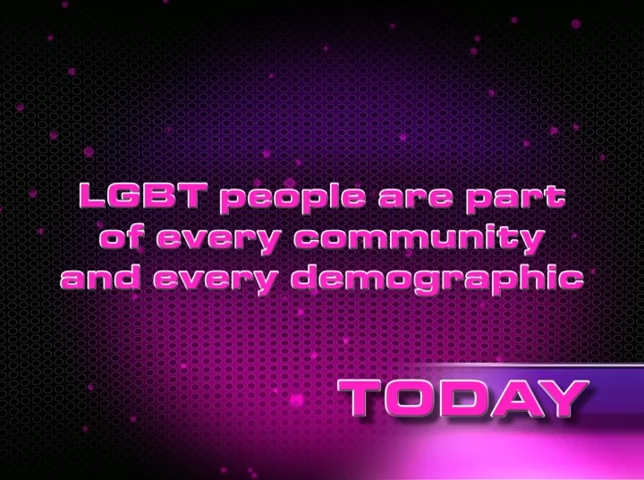 LGBT people are part
of every community
and every demographic
TODAY